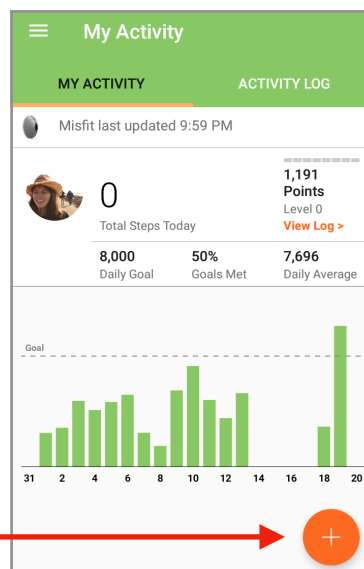 My Activity
MY ACTIVITY ACTIVITY LOG
Misfit last updated 9:59 PM
0
Total Steps Today
1,191
Points
Level 0
View Log >
8,000 50% 7,696
Daily Goal Goals Met Daily Average
Goal
31 2 4 6 8 10 12 14 16 18 20
+